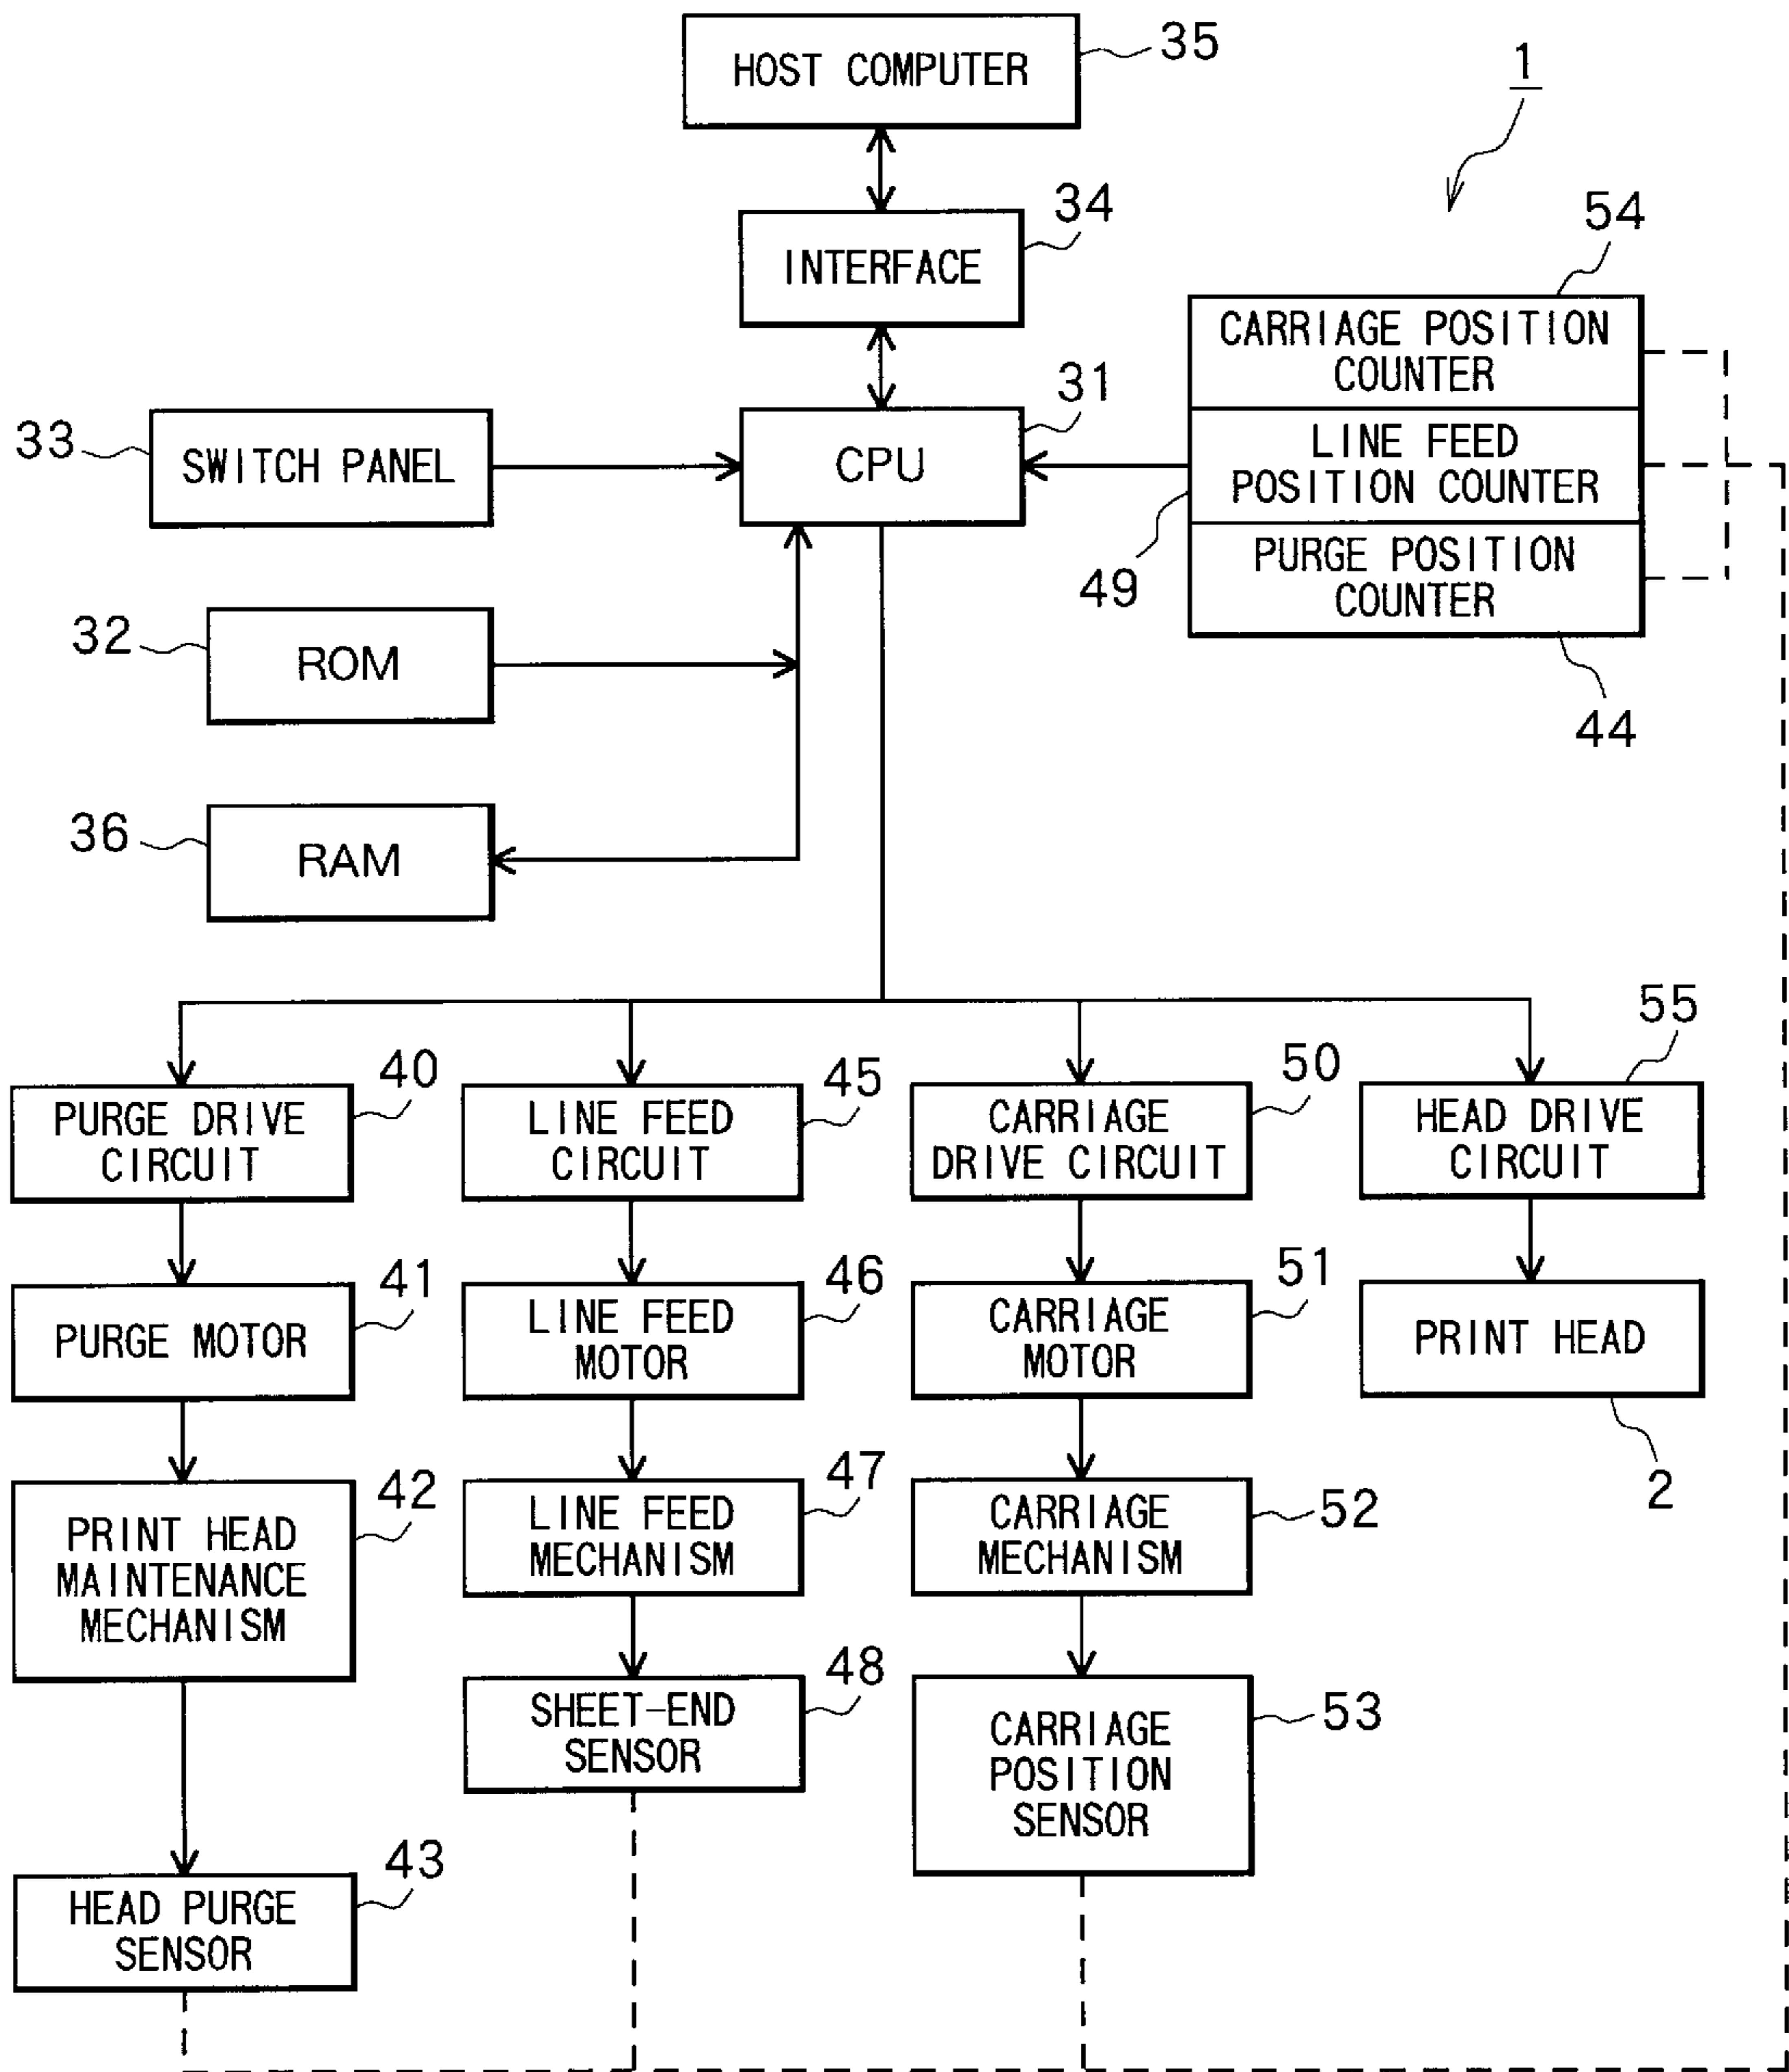 HOST COMPUTER
35
1
INTERFACE
34
54
CARRIAGE POSITION
COUNTER
33
SWITCH PANEL
CPU
31
LINE FEED
POSITION COUNTER
49
PURGE POSITION
COUNTER
44
32
ROM
36
RAM
PURGE DRIVE
CIRCUIT
40
LINE FEED
CIRCUIT
45
CARRIAGE
DRIVE CIRCUIT
50
HEAD DRIVE
CIRCUIT
55
PURGE MOTOR
41
LINE FEED
MOTOR
46
CARRIAGE
MOTOR
51
PRINT HEAD
2
PRINT HEAD
MAINTENANCE
MECHANISM
42
LINE FEED
MECHANISM
47
CARRIAGE
MECHANISM
52
SHEET-END
SENSOR
48
CARRIAGE
POSITION
SENSOR
53
HEAD PURGE
SENSOR
43